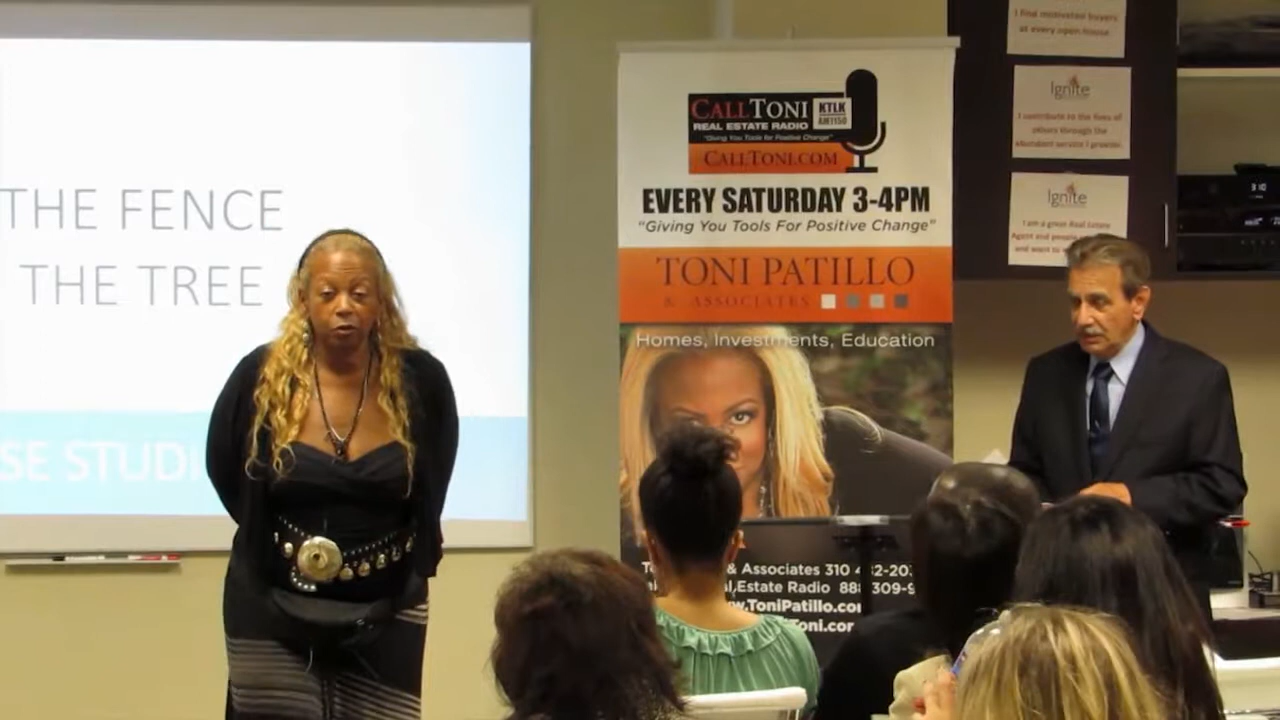 THE FENCE
THE TREE
SE STUDI
CALLTONI
KTLK
AM1150
REAL ESTATE RADIO
"Giving You Tools for Positive Change"
CALLTONI.COM
EVERY SATURDAY 3-4PM
"Giving You Tools For Positive Change"
TONI PATILLO
& ASSOCIATES
Homes, Investments, Education
& Associates 310
Estate Radio
www.ToniPatillo.com
I find motivated buyers
at every open house
Ignite
I contribute to the lives of
others through the
abundant service I provide.
Ignite
I am a great Real Estate
Agent and people
and want to